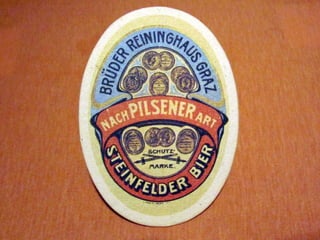 BRÜDER REININGHAUS GRAZ
NACH PILSENER ART
SCHUTZ-
MARKE
STEINFELDER BIER